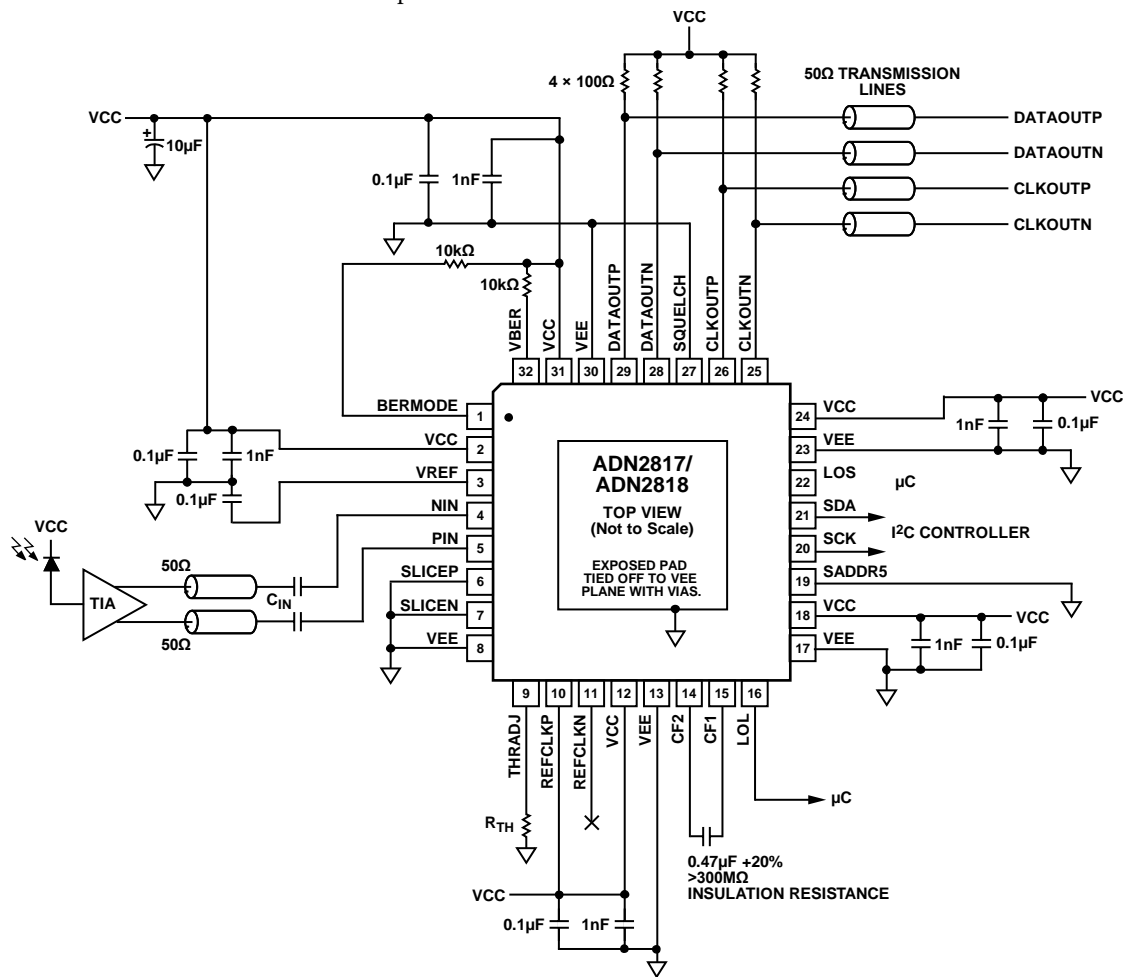 VCC
4 × 100Ω
50Ω TRANSMISSION
LINES
VCC
+
10µF
0.1µF
1nF
DATAOUTP
DATAOUTN
CLKOUTP
CLKOUTN
10kΩ
10kΩ
VBER
VCC
VEE
DATAOUTP
DATAOUTN
SQUELCH
CLKOUTP
CLKOUTN
32
31
30
29
28
27
26
25
BERMODE
1
VCC
2
VREF
3
NIN
4
PIN
5
SLICEP
6
SLICEN
7
VEE
8
0.1µF
1nF
0.1µF
VCC
TIA
50Ω
50Ω
CIN
ADN2817/
ADN2818
TOP VIEW
(Not to Scale)
EXPOSED PAD
TIED OFF TO VEE
PLANE WITH VIAS.
24
VCC
23
VEE
22
LOS
21
SDA
20
SCK
19
SADDR5
18
VCC
17
VEE
1nF
0.1µF
VCC
µC
I2C CONTROLLER
VCC
1nF
0.1µF
9
10
11
12
13
14
15
16
THRADJ
REFCLKP
REFCLKN
VCC
VEE
CF2
CF1
LOL
RTH
µC
0.47µF +20%
>300MΩ
INSULATION RESISTANCE
VCC
0.1µF
1nF